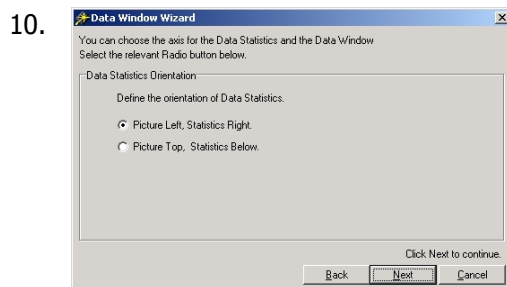 10.
Data Window Wizard
You can choose the axis for the Data Statistics and the Data Window
Select the relevant Radio button below.
Data Statistics Orientation
Define the orientation of Data Statistics.
Picture Left, Statistics Right.
Picture Top, Statistics Below.
Click Next to continue.
Back Next Cancel